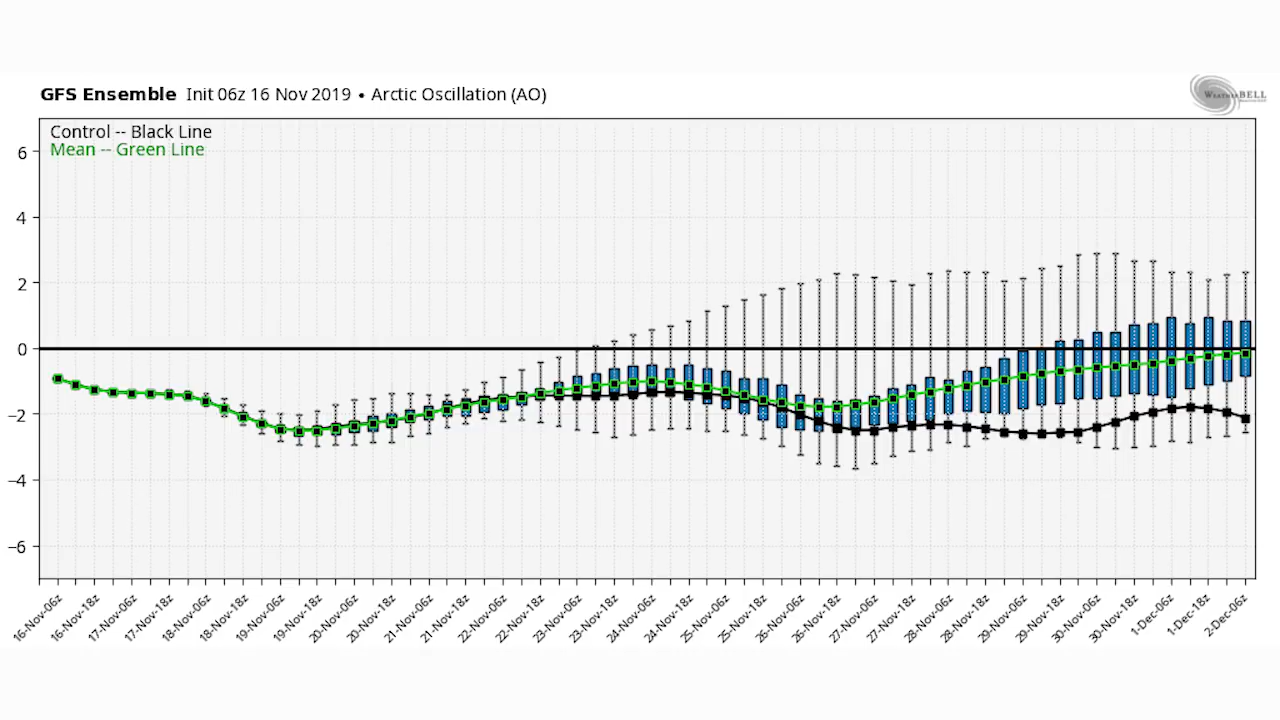 GFS Ensemble Init 06z 16 Nov 2019 • Arctic Oscillation (AO)
WeatherBELL
Control -- Black Line
Mean -- Green Line
6
4
2
0
−2
−4
−6
16-Nov-06z
16-Nov-18z
17-Nov-06z
17-Nov-18z
18-Nov-06z
18-Nov-18z
19-Nov-06z
19-Nov-18z
20-Nov-06z
20-Nov-18z
21-Nov-06z
21-Nov-18z
22-Nov-06z
22-Nov-18z
23-Nov-06z
23-Nov-18z
24-Nov-06z
24-Nov-18z
25-Nov-06z
25-Nov-18z
26-Nov-06z
26-Nov-18z
27-Nov-06z
27-Nov-18z
28-Nov-06z
28-Nov-18z
29-Nov-06z
29-Nov-18z
30-Nov-06z
30-Nov-18z
1-Dec-06z
1-Dec-18z
2-Dec-06z